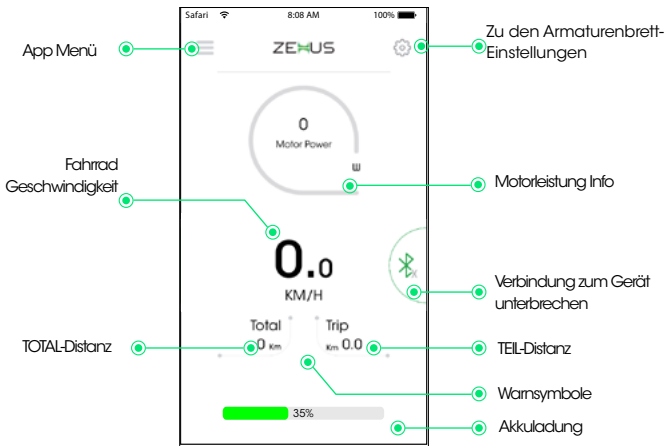 Safari 8:08 AM 100%
ZEHUS
App Menü
Zu den Armaturenbrett-
Einstellungen
0
Motor Power
W
Fahrrad
Geschwindigkeit
Motorleistung Info
0.0
KM/H
Verbindung zum Gerät
unterbrechen
Total
0 Km
Trip
Km 0.0
TOTAL-Distanz
TEIL-Distanz
Warnsymbole
35%
Akkuladung